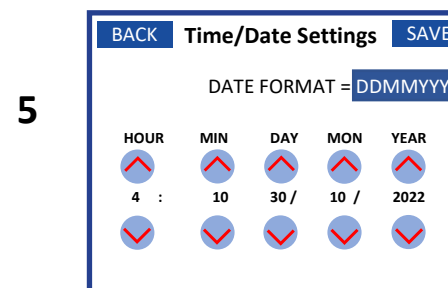 BACK Time/Date Settings SAVE
DATE FORMAT = DDMMYYY
5
HOUR MIN DAY MON YEAR
4 : 10 30 / 10 / 2022